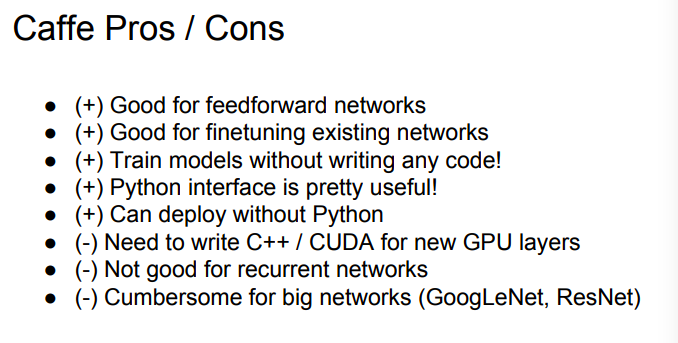 Caffe Pros / Cons
● (+) Good for feedforward networks
● (+) Good for finetuning existing networks
● (+) Train models without writing any code!
● (+) Python interface is pretty useful!
● (+) Can deploy without Python
● (-) Need to write C++ / CUDA for new GPU layers
● (-) Not good for recurrent networks
● (-) Cumbersome for big networks (GoogLeNet, ResNet)